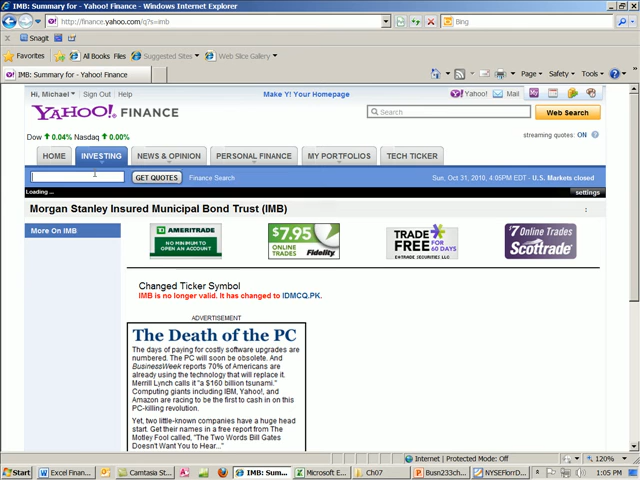 IMB: Summary for - Yahoo! Finance - Windows Internet Explorer
http://finance.yahoo.com/q?s=imb
Bing
Snagit
Edit
Favorites
All Books Files
Suggested Sites
Web Slice Gallery
IMB: Summary for - Yahoo! Finance
Page
Safety
Tools
Hi, Michael
Sign Out
Help
Make Y! Your Homepage
Yahoo!
Mail
YAHOO! FINANCE
Search
Web Search
Dow 0.04% Nasdaq 0.00%
streaming quotes: ON
HOME
INVESTING
NEWS & OPINION
PERSONAL FINANCE
MY PORTFOLIOS
TECH TICKER
GET QUOTES
Finance Search
Sun, Oct 31, 2010, 4:05PM EDT - U.S. Markets closed
Loading ...
settings
Morgan Stanley Insured Municipal Bond Trust (IMB)
More On IMB
TD AMERITRADE
NO MINIMUM TO
OPEN AN ACCOUNT
$7.95
ONLINE
TRADES
Fidelity
TRADE
FREE FOR
60 DAYS
E*TRADE SECURITIES LLC
$7 Online Trades
Scottrade
Changed Ticker Symbol
IMB is no longer valid. It has changed to IDMCQ.PK.
ADVERTISEMENT
The Death of the PC
The days of paying for costly software upgrades are
numbered. The PC will soon be obsolete. And
BusinessWeek reports 70% of Americans are
already using the technology that will replace it.
Merrill Lynch calls it "a $160 billion tsunami."
Computing giants including IBM, Yahoo!, and
Amazon are racing to be the first to cash in on this
PC-killing revolution.
Yet, two little-known companies have a huge head
start. Get their names in a free report from The
Motley Fool called, "The Two Words Bill Gates
Doesn't Want You to Hear..."
Internet | Protected Mode: Off
120%
Start
Excel Finan...
Camtasia St...
IMB: Sum...
Microsoft E...
Ch07
Busn233ch...
NYSEFlorrD...
1:05 PM